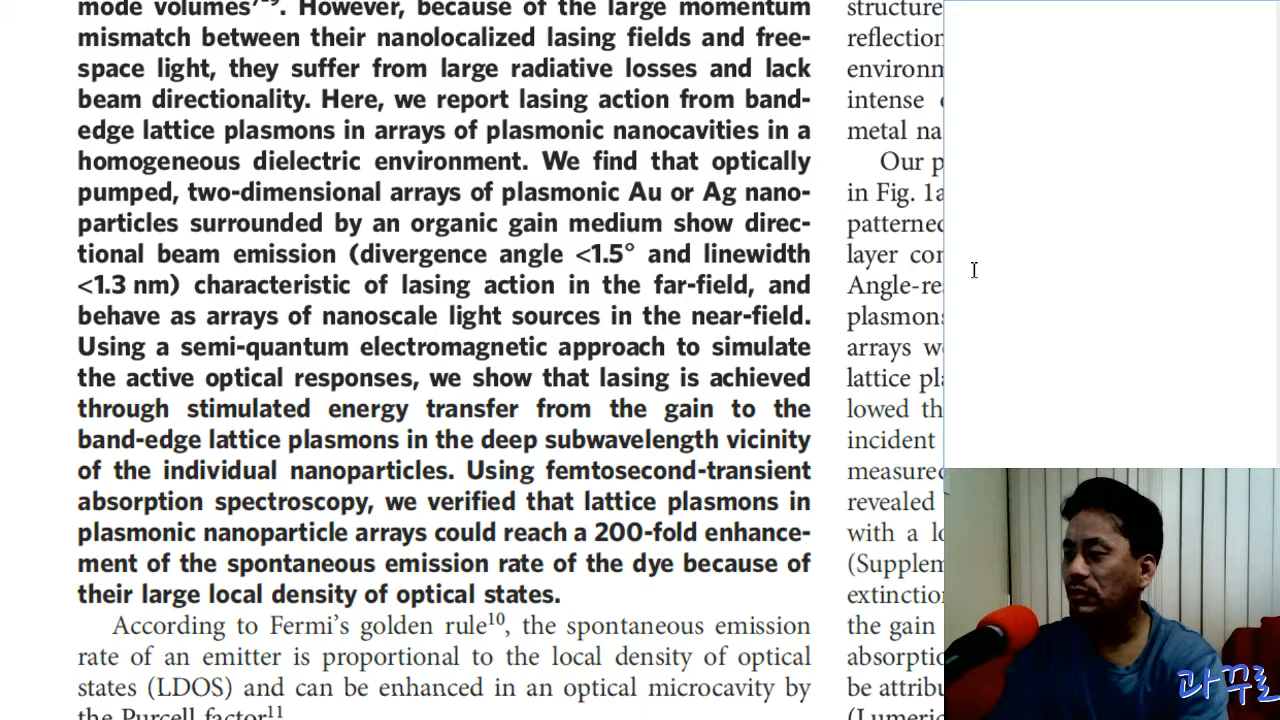 mode volumes7–9. However, because of the large momentum
mismatch between their nanolocalized lasing fields and free-
space light, they suffer from large radiative losses and lack
beam directionality. Here, we report lasing action from band-
edge lattice plasmons in arrays of plasmonic nanocavities in a
homogeneous dielectric environment. We find that optically
pumped, two-dimensional arrays of plasmonic Au or Ag nano-
particles surrounded by an organic gain medium show direc-
tional beam emission (divergence angle <1.5° and linewidth
<1.3 nm) characteristic of lasing action in the far-field, and
behave as arrays of nanoscale light sources in the near-field.
Using a semi-quantum electromagnetic approach to simulate
the active optical responses, we show that lasing is achieved
through stimulated energy transfer from the gain to the
band-edge lattice plasmons in the deep subwavelength vicinity
of the individual nanoparticles. Using femtosecond-transient
absorption spectroscopy, we verified that lattice plasmons in
plasmonic nanoparticle arrays could reach a 200-fold enhance-
ment of the spontaneous emission rate of the dye because of
their large local density of optical states.
According to Fermi's golden rule10, the spontaneous emission
rate of an emitter is proportional to the local density of optical
states (LDOS) and can be enhanced in an optical microcavity by
the Purcell factor11
structure
reflection
environm
intense
metal na
Our p
in Fig. 1a
patterned
layer con
Angle-re
plasmons
arrays w
lattice pl
lowed th
incident
measured
revealed
with a lo
(Supplem
extinction
the gain
absorptio
be attribu
(Lumeric
과꾸로